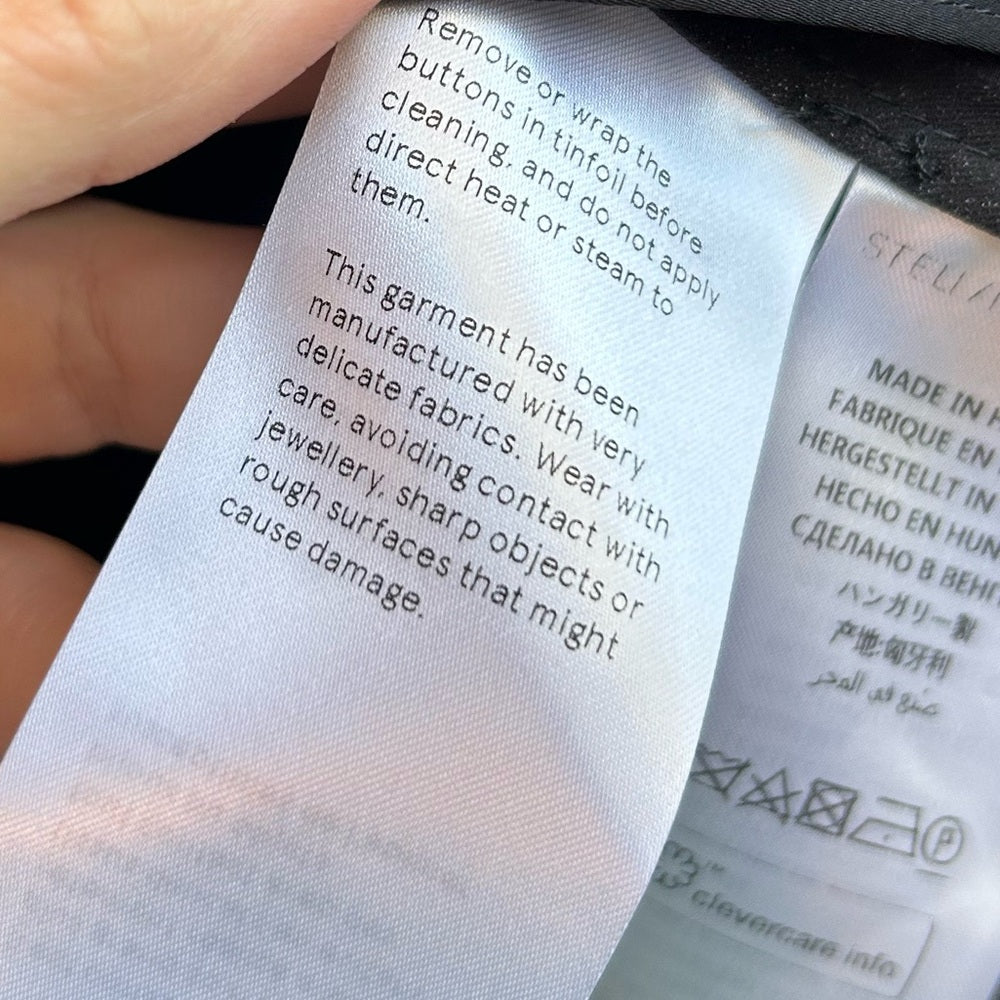 Remove or wrap the
buttons in tinfoil before
cleaning, and do not apply
direct heat or steam to
them.
This garment has been
manufactured with very
delicate fabrics. Wear with
care, avoiding contact with
jewellery, sharp objects or
rough surfaces that might
cause damage.
MADE IN
FABRIQUE EN
HERGESTELLT IN
HECHO EN HUN
СДЕЛАНО В ВЕНГ
ハンガリー製
产地:匈牙利
صنع في المجر
P
clevercare.info